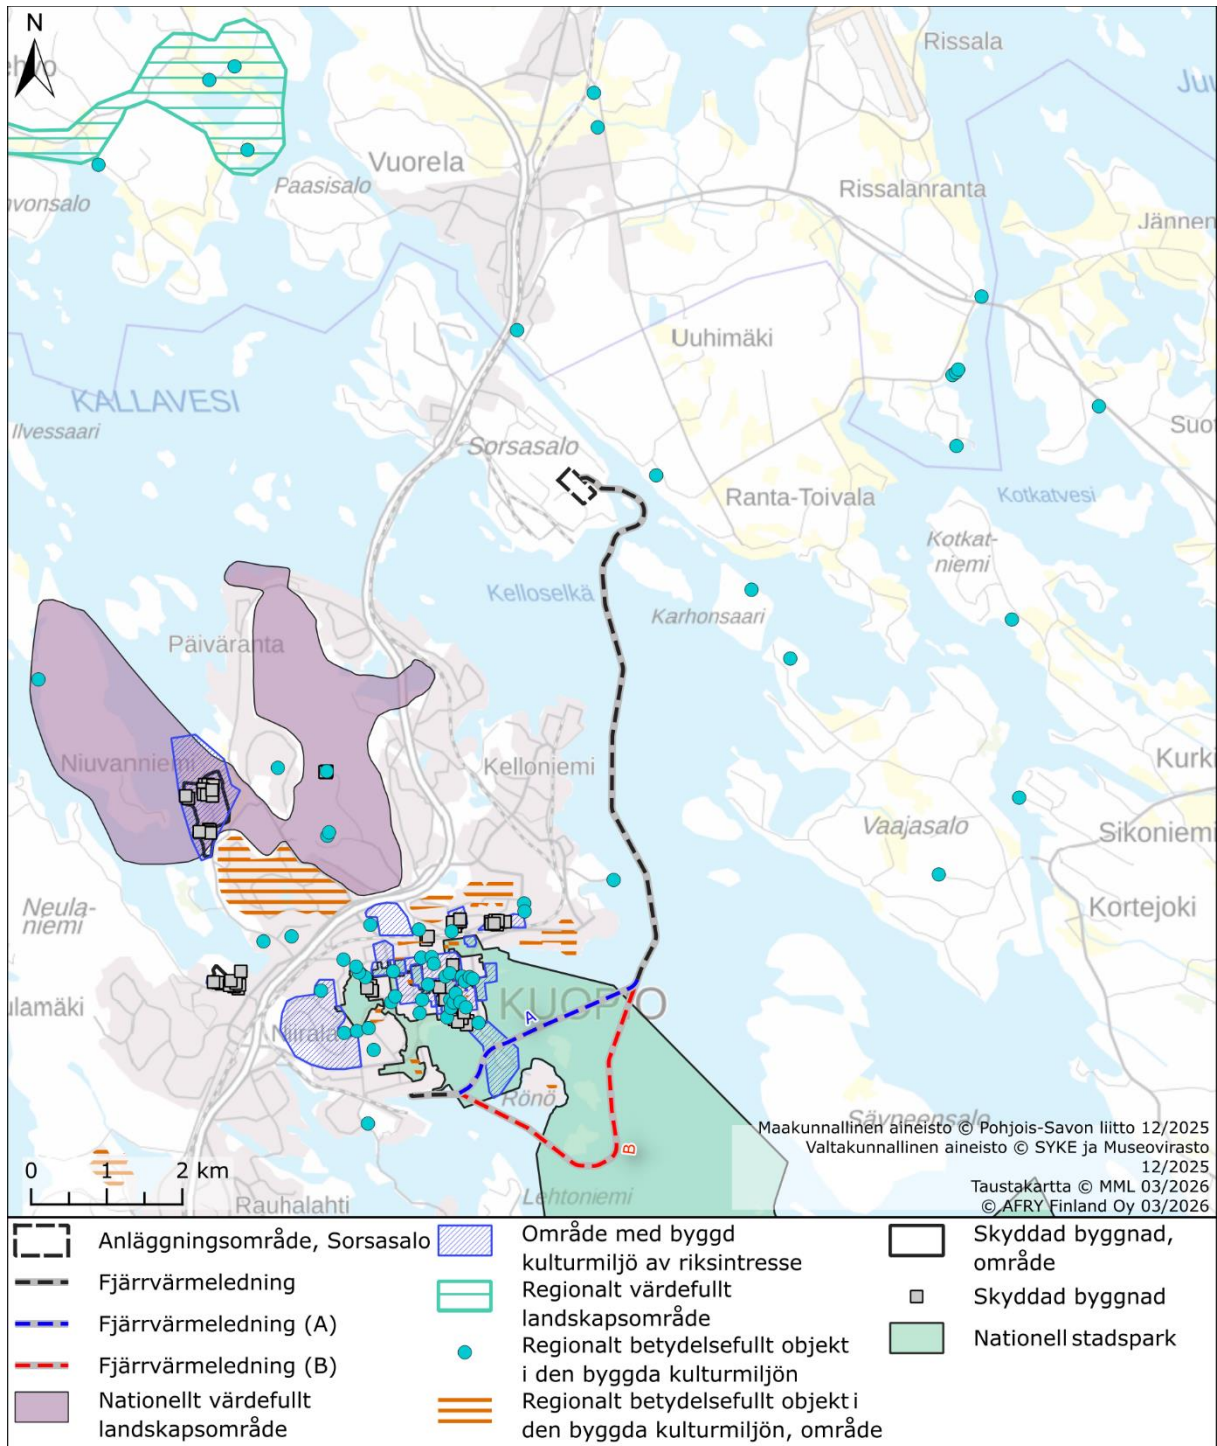 N
Rissala
Vuorela
Paasisalo
Rissalanranta
Jännen
Uuhimäki
KALLAVESI
Ilvessaari
Sorsasalo
Suot
Ranta-Toivala
Kotkatvesi
Kotkat-
niemi
Kelloselkä
Karhonsaari
Päiväranta
Niuvanniemi
Kelloniemi
Kurki
Vaajasalo
Sikoniemi
Neula-
niemi
Kortejoki
KUOPIO
ulamäki
A
Niirala
Rönö
Sävneensalo
B
Maakunnallinen aineisto © Pohjois-Savon liitto 12/2025
Valtakunnallinen aineisto © SYKE ja Museovirasto
12/2025
Taustakartta © MML 03/2026
© AFRY Finland Oy 03/2026
0 1 2 km
Rauhalahti
Lehtoniemi
Anläggningsområde, Sorsasalo
Fjärrvärmeledning
Fjärrvärmeledning (A)
Fjärrvärmeledning (B)
Nationellt värdefullt
landskapsområde
Område med byggd
kulturmiljö av riksintresse
Regionalt värdefullt
landskapsområde
Regionalt betydelsefullt objekt
i den byggda kulturmiljön
Regionalt betydelsefullt objekt i
den byggda kulturmiljön, område
Skyddad byggnad,
område
Skyddad byggnad
Nationell stadspark